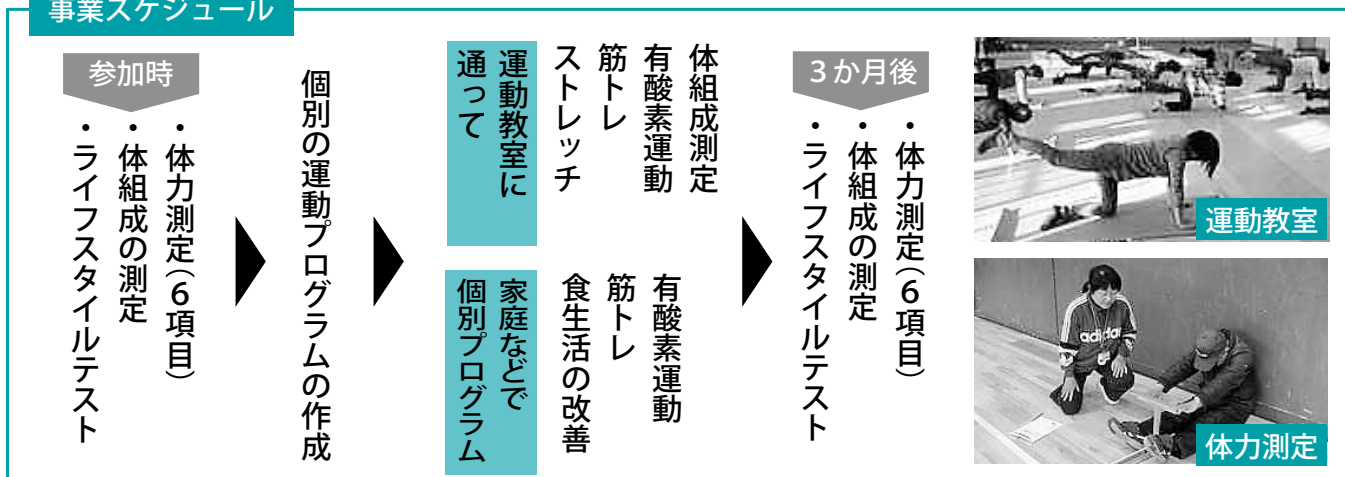 事業スケジュール
参加時
・体力測定（６項目）
・体組成の測定
・ライフスタイルテスト
個別の運動プログラムの作成
運動教室に
通って
体組成測定
有酸素運動
筋トレ
ストレッチ
家庭などで
個別プログラム
有酸素運動
筋トレ
食生活の改善
３か月後
・体力測定（６項目）
・体組成の測定
・ライフスタイルテスト
運動教室
adidas
体力測定